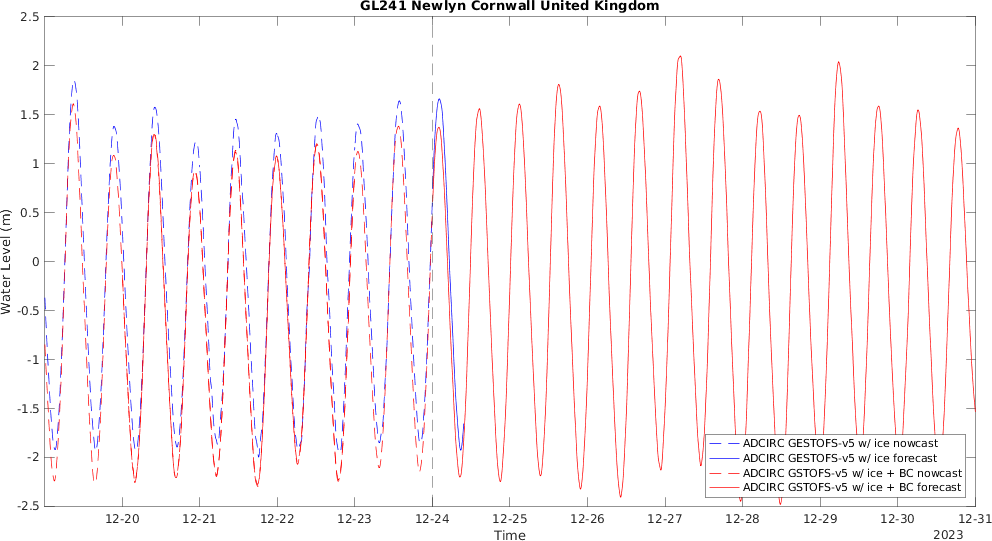 GL241 Newlyn Cornwall United Kingdom
2.5
2
1.5
1
0.5
0
-0.5
-1
-1.5
-2
-2.5
Water Level (m)
ADCIRC GESTOFS-v5 w/ ice nowcast
ADCIRC GESTOFS-v5 w/ ice forecast
ADCIRC GSTOFS-v5 w/ ice + BC nowcast
ADCIRC GSTOFS-v5 w/ ice + BC forecast
12-20 12-21 12-22 12-23 12-24 12-25 12-26 12-27 12-28 12-29 12-30 12-31
Time
2023